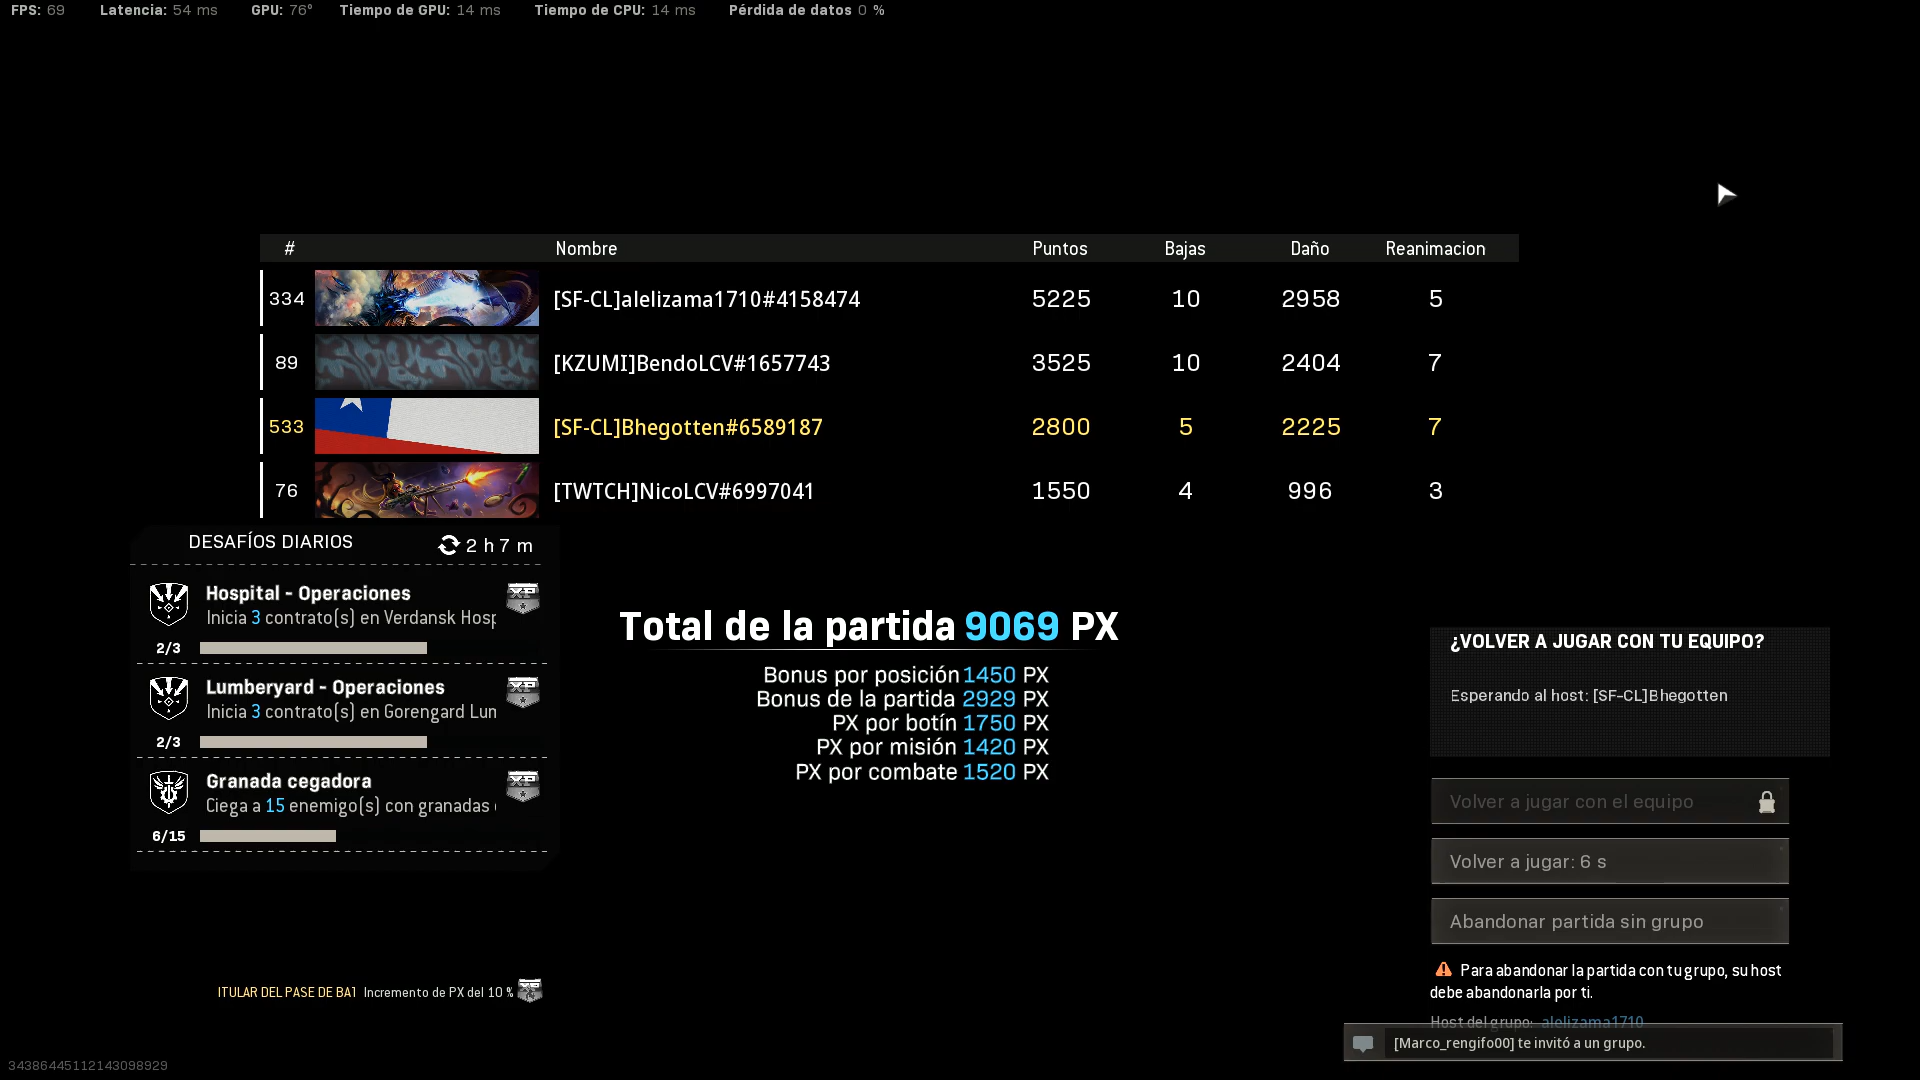 FPS: 69 Latencia: 54 ms GPU: 76° Tiempo de GPU: 14 ms Tiempo de CPU: 14 ms Pérdida de datos 0 %
# Nombre Puntos Bajas Daño Reanimacion
334 [SF-CL]alelizama1710#4158474 5225 10 2958 5
89 [KZUMI]BendoLCV#1657743 3525 10 2404 7
533 [SF-CL]Bhegotten#6589187 2800 5 2225 7
76 [TWTCH]NicoLCV#6997041 1550 4 996 3
DESAFÍOS DIARIOS 2 h 7 m
Hospital - Operaciones
Inicia 3 contrato(s) en Verdansk Hosp
2/3
Lumberyard - Operaciones
Inicia 3 contrato(s) en Gorengard Lun
2/3
Granada cegadora
Ciega a 15 enemigo(s) con granadas
6/15
Total de la partida 9069 PX
Bonus por posición 1450 PX
Bonus de la partida 2929 PX
PX por botín 1750 PX
PX por misión 1420 PX
PX por combate 1520 PX
¿VOLVER A JUGAR CON TU EQUIPO?
Esperando al host: [SF-CL]Bhegotten
Volver a jugar con el equipo
Volver a jugar: 6 s
Abandonar partida sin grupo
Para abandonar la partida con tu grupo, su host
debe abandonarla por ti.
Host del grupo: alelizama1710
[Marco_rengifo00] te invitó a un grupo.
ITULAR DEL PASE DE BAT Incremento de PX del 10 %
34386445112143098929